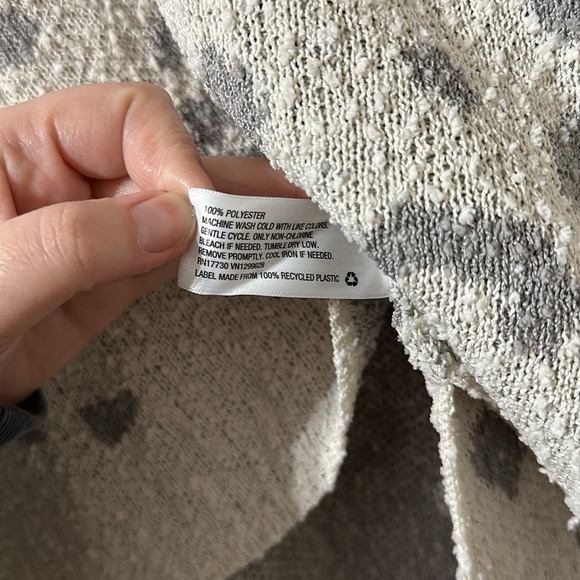 100% POLYESTER
MACHINE WASH COLD WITH LIKE COLORS.
GENTLE CYCLE. ONLY NON-CHLORINE
BLEACH IF NEEDED. TUMBLE DRY LOW.
REMOVE PROMPTLY. COOL IRON IF NEEDED.
RN17730 VN1299629
LABEL MADE FROM 100% RECYCLED PLASTIC